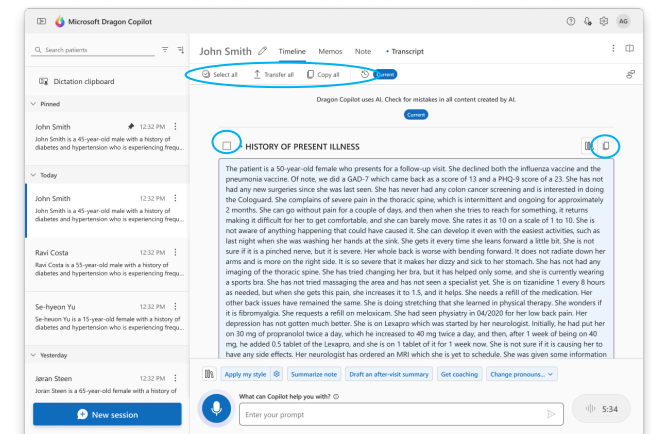 Microsoft Dragon Copilot
AG
Search patients
John Smith
Timeline
Memos
Note
• Transcript
Select all
Transfer all
Copy all
Current
Dictation clipboard
Pinned
John Smith
12:32 PM
John Smith is a 45-year-old male with a history of
diabetes and hypertension who is experiencing frequ...
Today
John Smith
12:32 PM
John Smith is a 45-year-old male with a history of
diabetes and hypertension who is experiencing frequ...
Ravi Costa
12:32 PM
Ravi Costa is a 55-year-old male with a history of
diabetes and hypertension who is experiencing frequ...
Se-hyeon Yu
12:32 PM
Se-heuon Yu is a 15-year-old female with a history of
diabetes and hypertension who is experiencing frequ...
Yesterday
Jøran Steen
12:32 PM
Joran Steen is a 65-year-old female with history of
New session
Dragon Copilot uses AI. Check for mistakes in all content created by AI.
Current
• HISTORY OF PRESENT ILLNESS
The patient is a 50-year-old female who presents for a follow-up visit. She declined both the influenza vaccine and the
pneumonia vaccine. Of note, we did a GAD-7 which came back as a score of 13 and a PHQ-9 score of a 23. She has not
had any new surgeries since she was last seen. She has never had any colon cancer screening and is interested in doing
the Cologuard. She complains of severe pain in the thoracic spine, which is intermittent and ongoing for approximately
2 months. She can go without pain for a couple of days, and then when she tries to reach for something, it returns
making it difficult for her to get comfortable, and she can barely move. She rates it as 10 on a scale of 1 to 10. She is
not aware of anything happening that could have caused it. She can develop it even with the easiest activities, such as
last night when she was washing her hands at the sink. She gets it every time she leans forward a little bit. She is not
sure if it is a pinched nerve, but it is severe. Her whole back is worse with bending forward. It does not radiate down her
arms and is more on the right side. It is so severe that it makes her dizzy and sick to her stomach. She has not had any
imaging of the thoracic spine. She has tried changing her bra, but it has helped only some, and she is currently wearing
a sports bra. She has not tried massaging the area and has not seen a specialist yet. She is on tizanidine 1 every 8 hours
as needed, but when she gets this pain, she increases it to 1.5, and it helps. She needs a refill of the medication. Her
other back issues have remained the same. She is doing stretching that she learned in physical therapy. She wonders if
it is fibromyalgia. She requests a refill on meloxicam. She had seen physiatry in 04/2020 for her low back pain. Her
depression has not gotten much better. She is on Lexapro which was started by her neurologist. Initially, he had put her
on 30 mg of propranolol twice a day, which he increased to 40 mg twice a day, and then, after 1 week of being on 40
mg, he added 0.5 tablet of the Lexapro, and she is on 1 tablet of it for 1 week now. She is not sure if it is causing her to
have any side effects. Her neurologist has ordered an MRI which she is yet to schedule. She was given some information
Apply my style
Summarize note
Draft an after-visit summary
Get coaching
Change pronouns...
What can Copilot help you with?
Enter your prompt
5:34